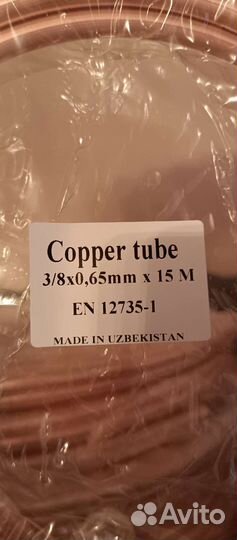 Copper tube
3/8x0,65mm x 15 M
EN 12735-1
MADE IN UZBEKISTAN
Avito